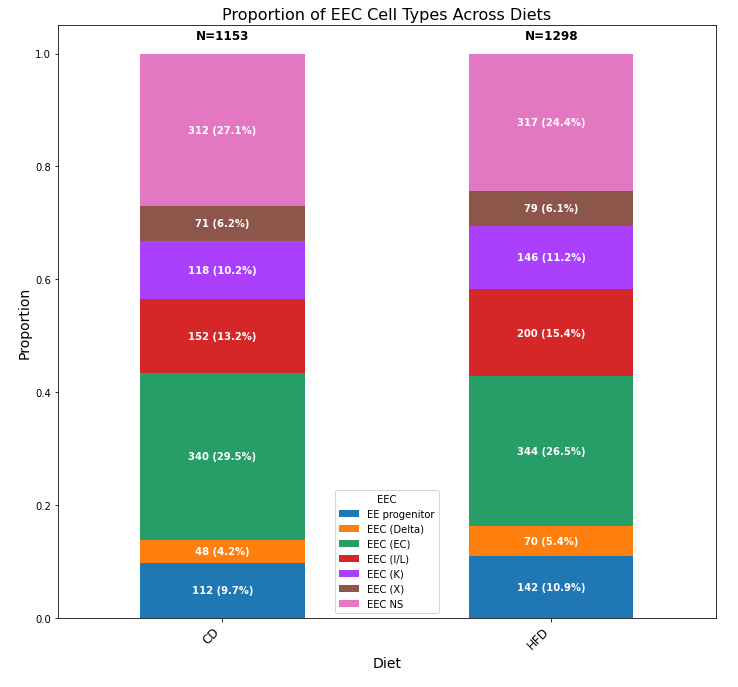 Proportion of EEC Cell Types Across Diets
N=1153
N=1298
1.0
0.8
0.6
0.4
0.2
0.0
Proportion
312 (27.1%)
71 (6.2%)
118 (10.2%)
152 (13.2%)
340 (29.5%)
48 (4.2%)
112 (9.7%)
317 (24.4%)
79 (6.1%)
146 (11.2%)
200 (15.4%)
344 (26.5%)
70 (5.4%)
142 (10.9%)
EEC
EE progenitor
EEC (Delta)
EEC (EC)
EEC (I/L)
EEC (K)
EEC (X)
EEC NS
CD
HFD
Diet